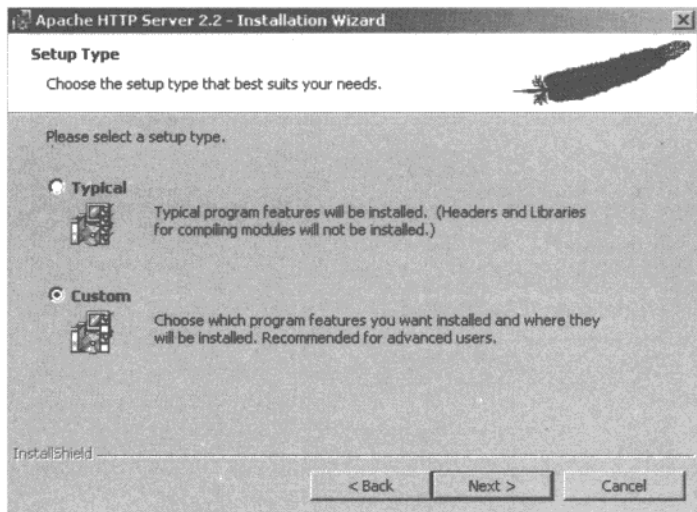 Apache HTTP Server 2.2 - Installation Wizard
Setup Type
Choose the setup type that best suits your needs.
Please select a setup type.
Typical
Typical program features will be installed. (Headers and Libraries
for compiling modules will not be installed.)
Custom
Choose which program features you want installed and where they
will be installed. Recommended for advanced users.
InstallShield
< Back
Next >
Cancel